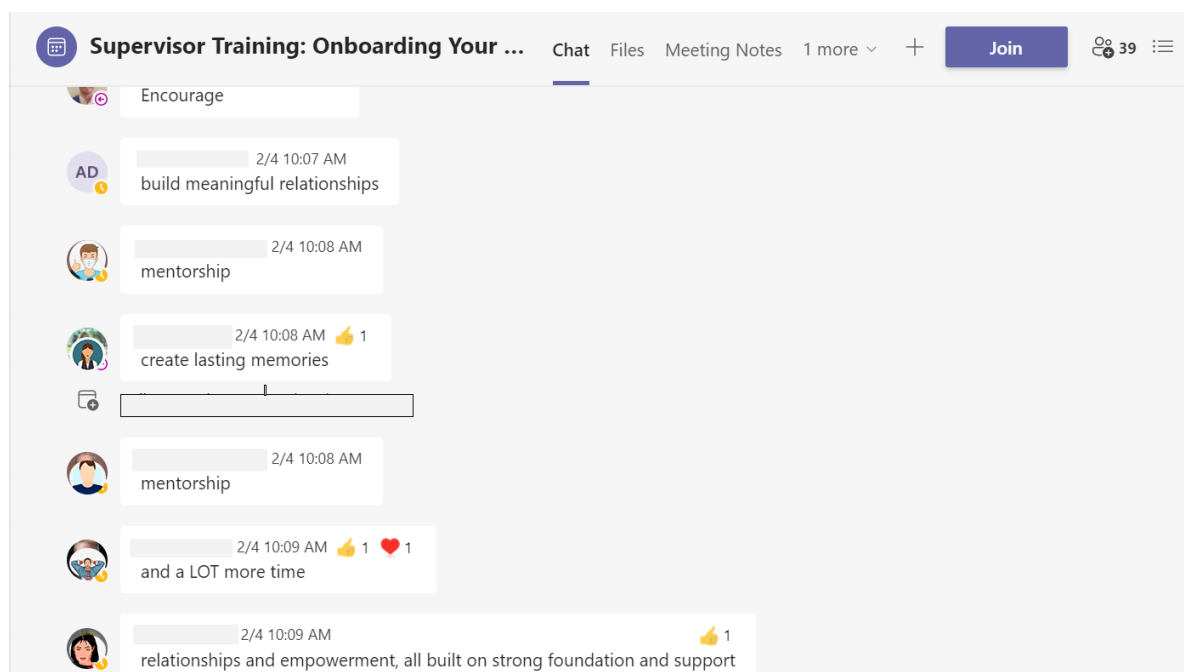 Supervisor Training: Onboarding Your ... Chat Files Meeting Notes 1 more Join 39
Encourage
AD
2/4 10:07 AM
build meaningful relationships
2/4 10:08 AM
mentorship
2/4 10:08 AM 1
create lasting memories
2/4 10:08 AM
mentorship
2/4 10:09 AM 1 1
and a LOT more time
2/4 10:09 AM 1
relationships and empowerment, all built on strong foundation and support